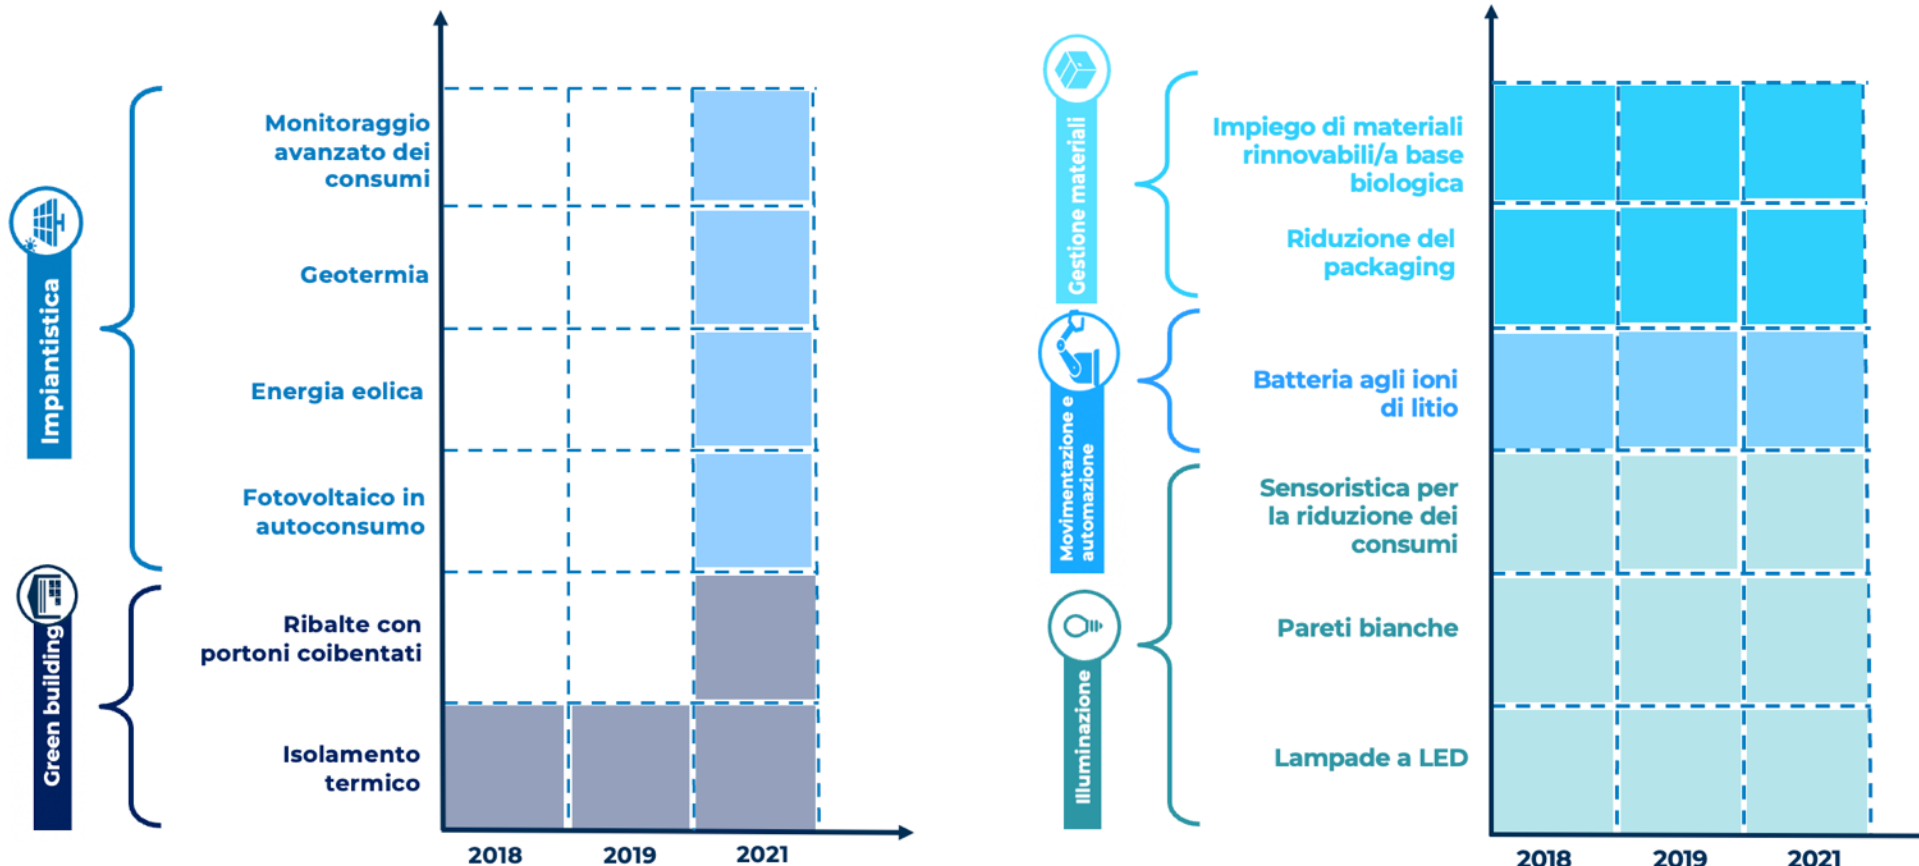 Impiantistica
Monitoraggio
avanzato dei
consumi
Geotermia
Energia eolica
Fotovoltaico in
autoconsumo
Green building
Ribalte con
portoni coibentati
Isolamento
termico
2018
2019
2021
Gestione materiali
Impiego di materiali
rinnovabili/a base
biologica
Riduzione del
packaging
Movimentazione e
automazione
Batteria agli ioni
di litio
Illuminazione
Sensoristica per
la riduzione dei
consumi
Pareti bianche
Lampade a LED
2018
2019
2021